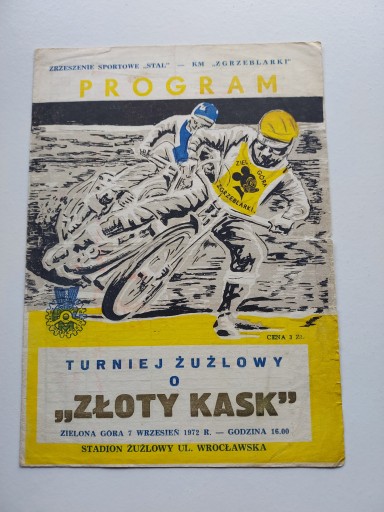 ZRZESZENIE SPORTOWE „STAL" — KM „ZGRZEBLARKI"
PROGRAM
ZIEL. GÓRA
ZGRZEBLARKI
CENA 3 ZŁ.
TURNIEJ ŻUŻLOWY
O
„ZŁOTY KASK"
ZIELONA GÓRA 7 WRZESIEŃ 1972 R. — GODZINA 16.00
STADION ŻUŻLOWY UL. WROCŁAWSKA